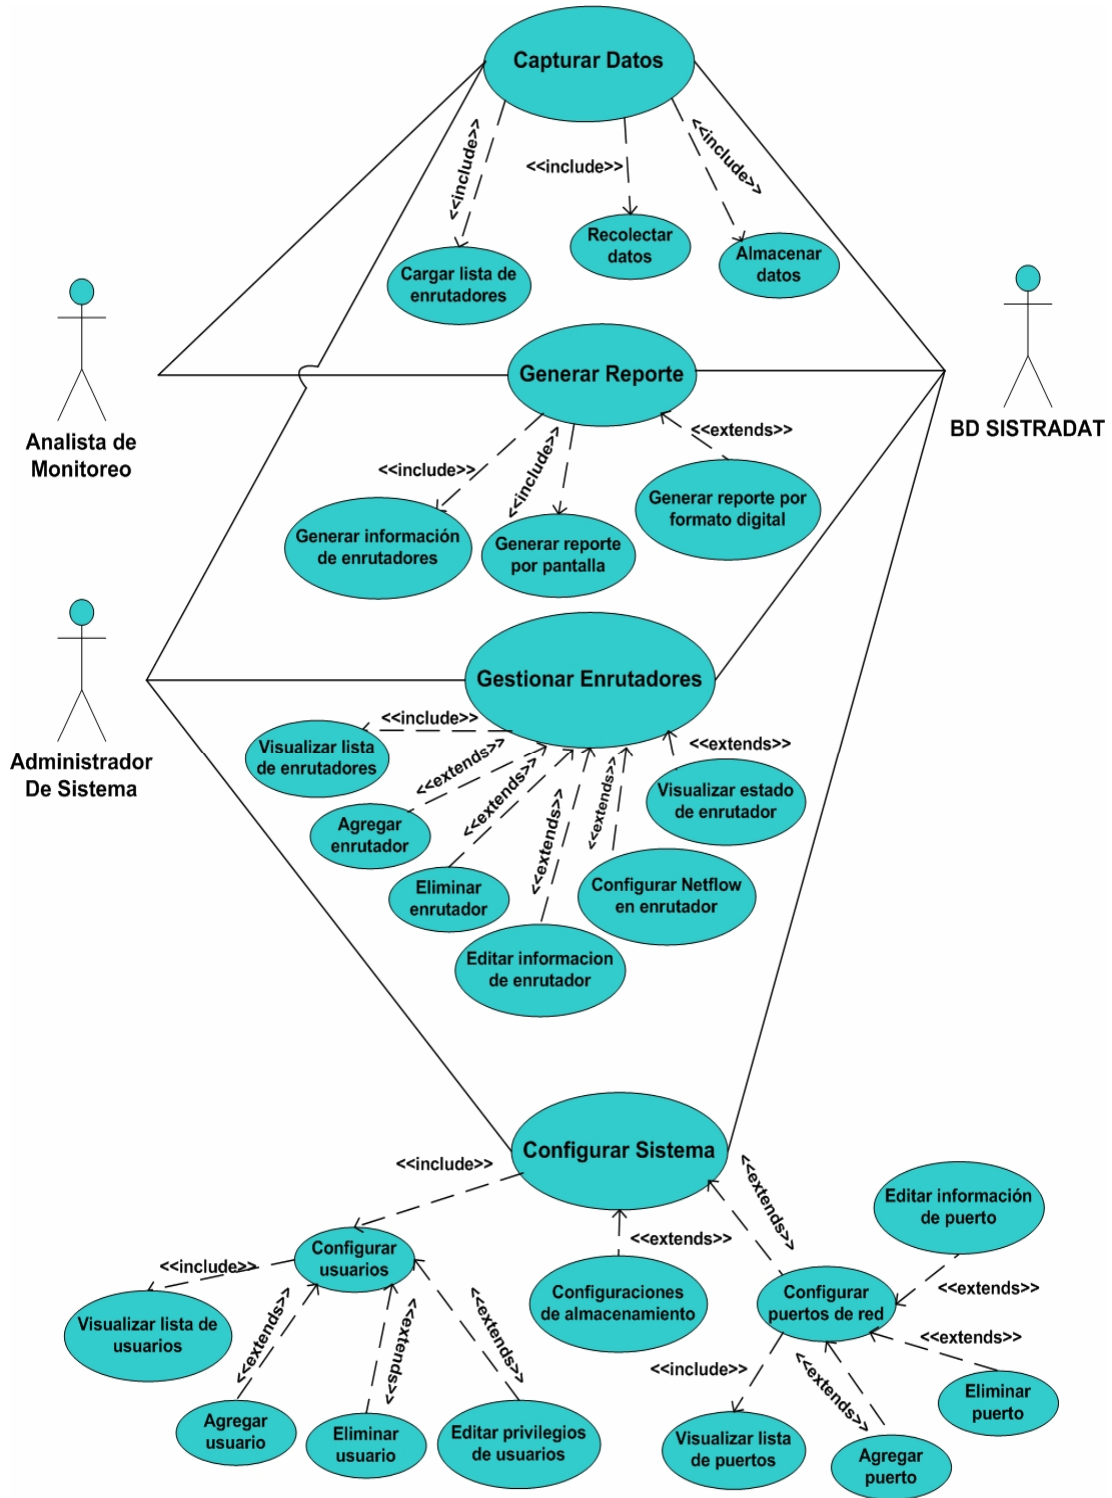 Capturar Datos
<<include>>
<<include>>
<<include>>
Cargar lista de
enrutadores
Recolectar
datos
Almacenar
datos
Analista de
Monitoreo
BD SISTRADAT
Generar Reporte
<<include>>
<<include>>
<<extends>>
Generar información
de enrutadores
Generar reporte
por pantalla
Generar reporte por
formato digital
Administrador
De Sistema
Gestionar Enrutadores
<<include>>
<<extends>>
<<extends>>
<<extends>>
<<extends>>
<<extends>>
Visualizar lista
de enrutadores
Agregar
enrutador
Eliminar
enrutador
Editar informacion
de enrutador
Configurar Netflow
en enrutador
Visualizar estado
de enrutador
Configurar Sistema
<<include>>
<<extends>>
<<extends>>
Configurar
usuarios
Configuraciones
de almacenamiento
Configurar
puertos de red
<<include>>
<<extends>>
<<extends>>
<<extends>>
Visualizar lista de
usuarios
Agregar
usuario
Eliminar
usuario
Editar privilegios
de usuarios
Editar información
de puerto
<<extends>>
<<extends>>
<<include>>
<<extends>>
Visualizar lista
de puertos
Agregar
puerto
Eliminar
puerto